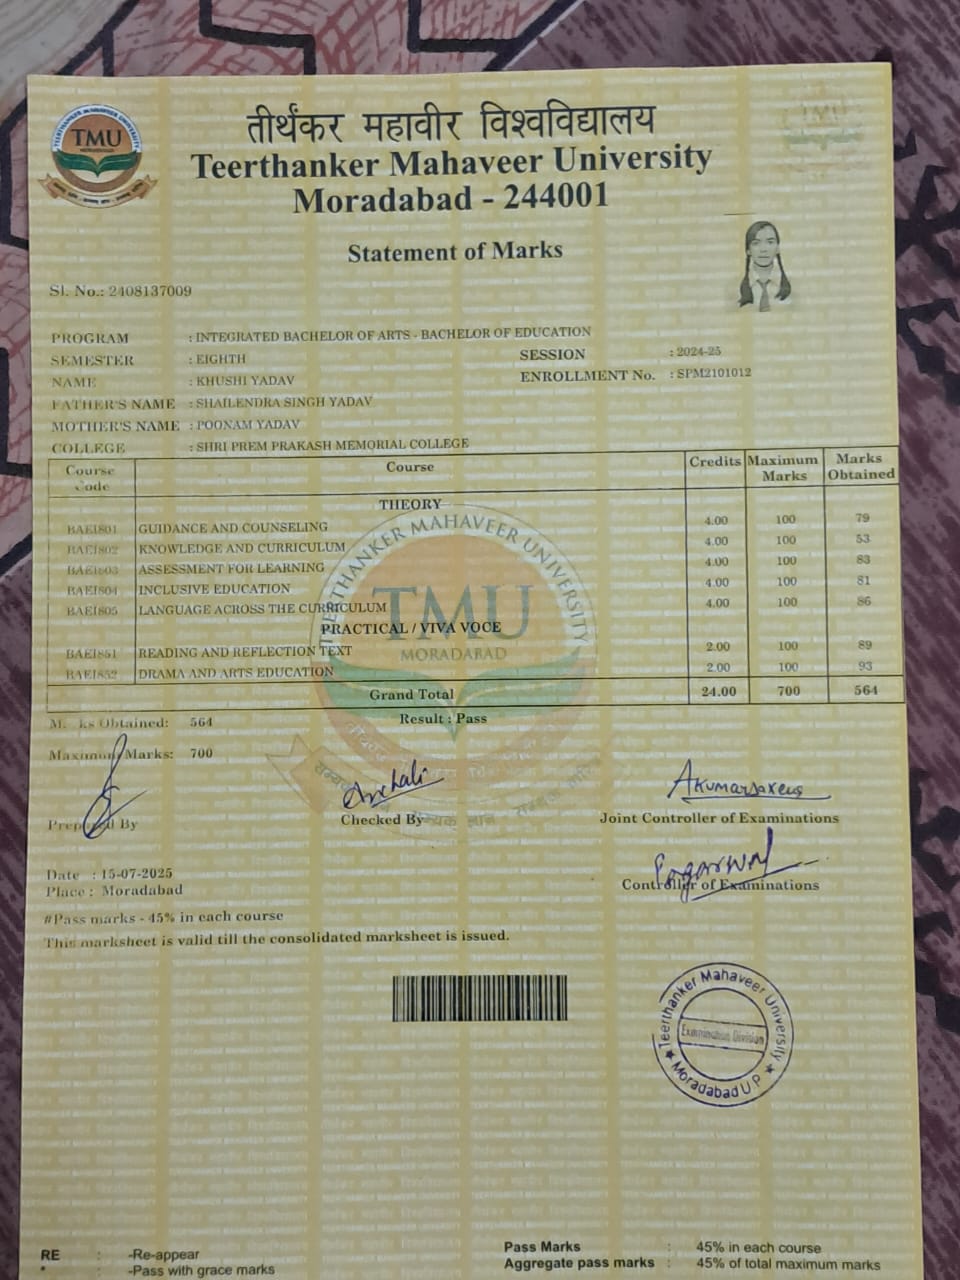 तीर्थंकर महावीर विश्वविद्यालय
Teerthanker Mahaveer University
Moradabad - 244001
TMU
Statement of Marks
Sl. No.: 2408137009
PROGRAM : INTEGRATED BACHELOR OF ARTS - BACHELOR OF EDUCATION
SEMESTER : EIGHTH SESSION : 2024-25
NAME : KHUSHI YADAV ENROLLMENT No. : SPM2101012
FATHER'S NAME : SHAILENDRA SINGH YADAV
MOTHER'S NAME : POONAM YADAV
COLLEGE : SHRI PREM PRAKASH MEMORIAL COLLEGE
Course Code Course Credits Maximum Marks Marks Obtained
THEORY
BAEI801 GUIDANCE AND COUNSELING 4.00 100 79
BAEI802 KNOWLEDGE AND CURRICULUM 4.00 100 53
BAEI803 ASSESSMENT FOR LEARNING 4.00 100 83
BAEI804 INCLUSIVE EDUCATION 4.00 100 81
BAEI805 LANGUAGE ACROSS THE CURRICULUM 4.00 100 86
PRACTICAL / VIVA VOCE
BAEI851 READING AND REFLECTION TEXT 2.00 100 89
BAEI852 DRAMA AND ARTS EDUCATION 2.00 100 93
Grand Total 24.00 700 564
TEERTHANKER MAHAVEER UNIVERSITY
TMU
MORADABAD
M ks Obtained: 564 Result : Pass
Maximum Marks: 700
Prepared By Checked By Joint Controller of Examinations
Controller of Examinations
Date : 15-07-2025
Place : Moradabad
#Pass marks - 45% in each course
This marksheet is valid till the consolidated marksheet is issued.
Teerthanker Mahaveer University
Examination Division
★ Moradabad U.P. ★
RE : -Re-appear
* : -Pass with grace marks
Pass Marks : 45% in each course
Aggregate pass marks : 45% of total maximum marks